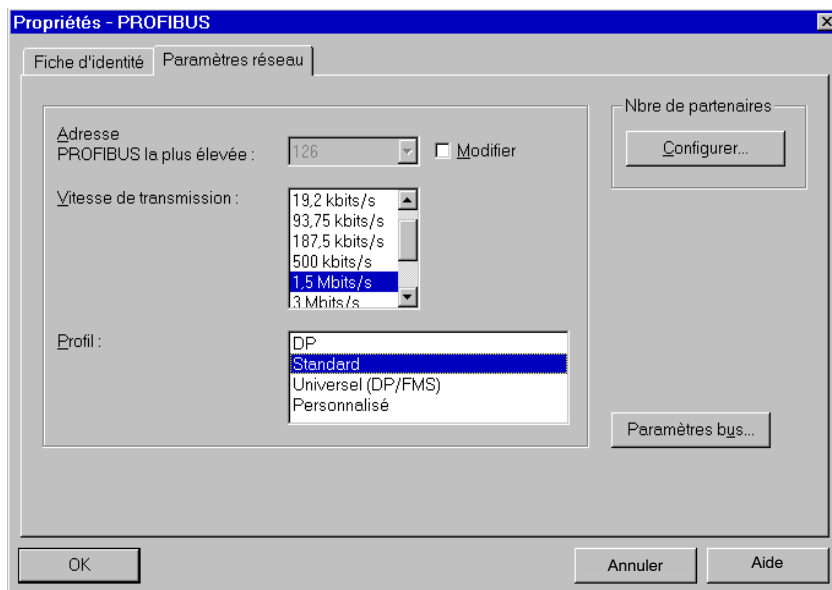 Propriétés - PROFIBUS
Fiche d'identité
Paramètres réseau
Adresse
PROFIBUS la plus élevée :
126
Modifier
Nbre de partenaires
Configurer...
Vitesse de transmission :
19,2 kbits/s
93,75 kbits/s
187,5 kbits/s
500 kbits/s
1,5 Mbits/s
3 Mbits/s
Profil :
DP
Standard
Universel (DP/FMS)
Personnalisé
Paramètres bus...
OK
Annuler
Aide